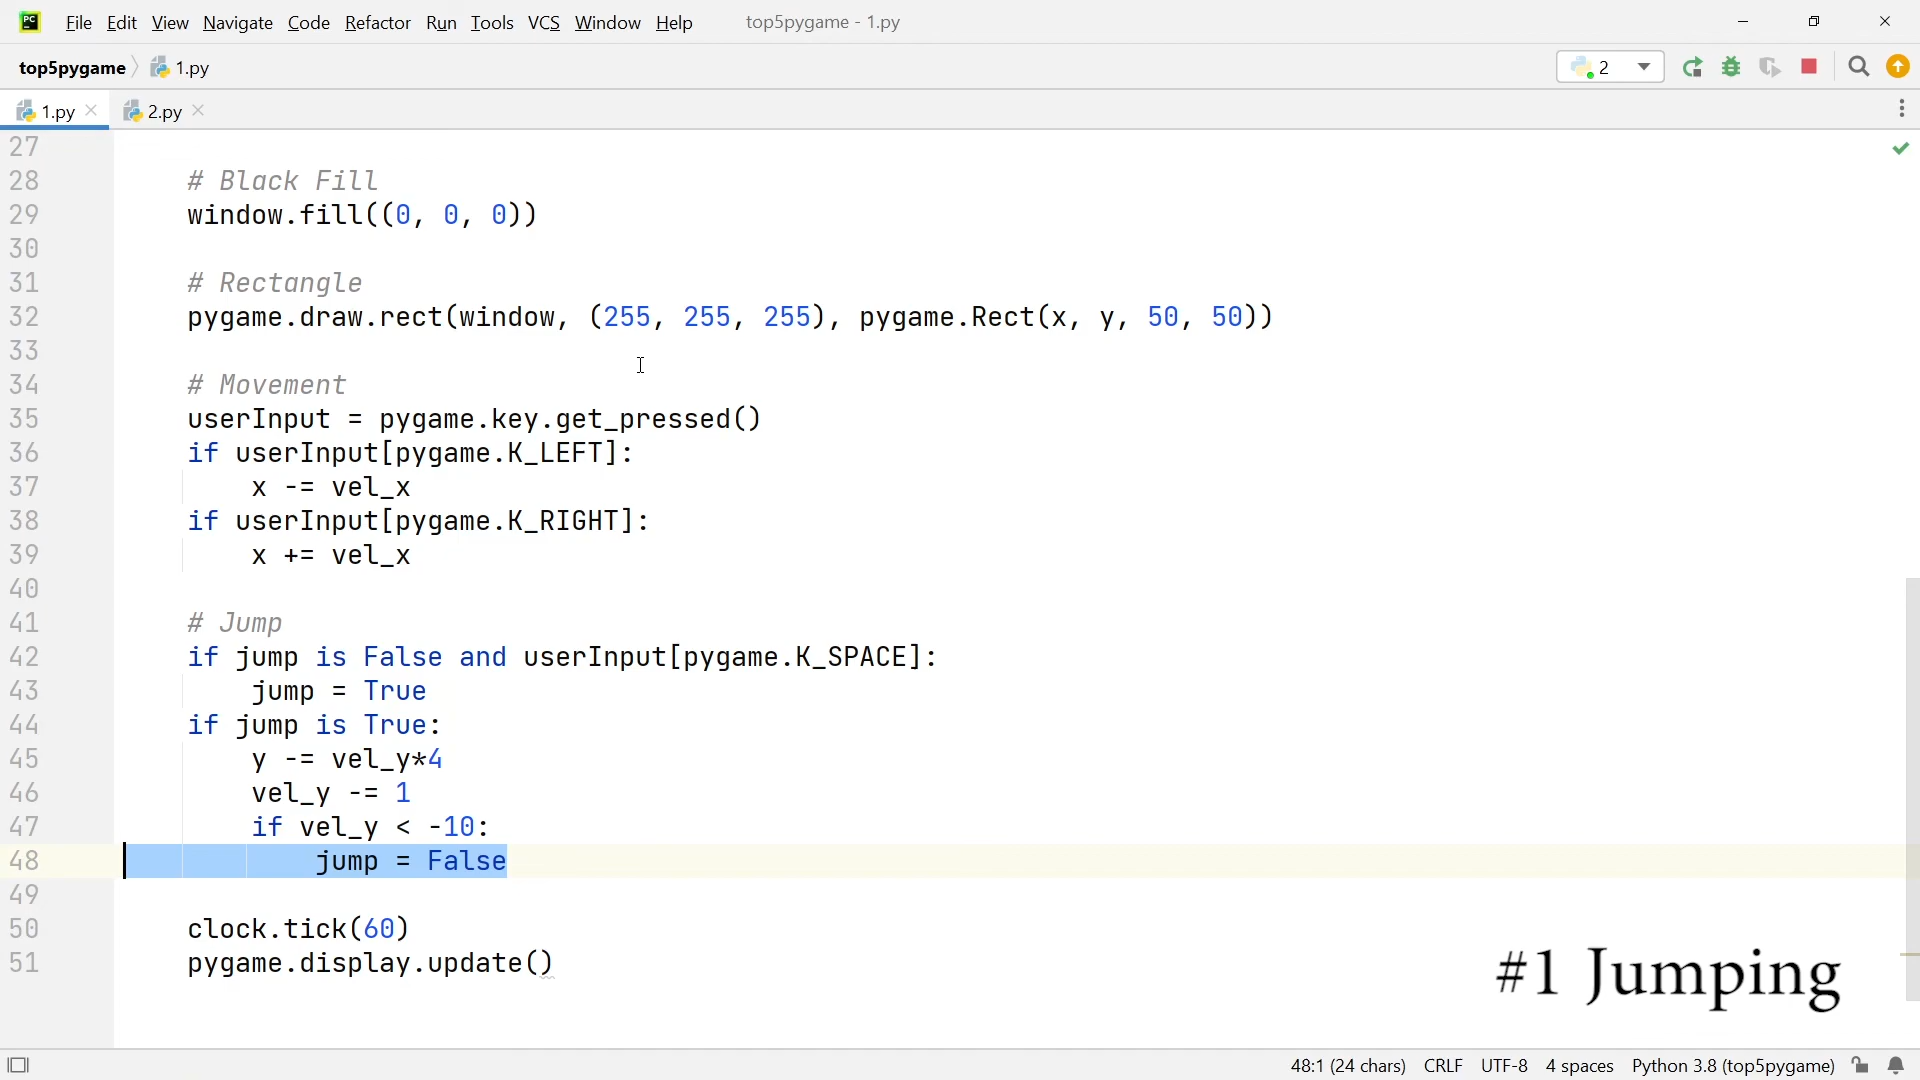 File Edit View Navigate Code Refactor Run Tools VCS Window Help top5pygame - 1.py
top5pygame 1.py 2
1.py 2.py
27
28 # Black Fill
29 window.fill((0, 0, 0))
30
31 # Rectangle
32 pygame.draw.rect(window, (255, 255, 255), pygame.Rect(x, y, 50, 50))
33
34 # Movement
35 userInput = pygame.key.get_pressed()
36 if userInput[pygame.K_LEFT]:
37 x -= vel_x
38 if userInput[pygame.K_RIGHT]:
39 x += vel_x
40
41 # Jump
42 if jump is False and userInput[pygame.K_SPACE]:
43 jump = True
44 if jump is True:
45 y -= vel_y*4
46 vel_y -= 1
47 if vel_y < -10:
48 jump = False
49
50 clock.tick(60)
51 pygame.display.update()
#1 Jumping
48:1 (24 chars) CRLF UTF-8 4 spaces Python 3.8 (top5pygame)